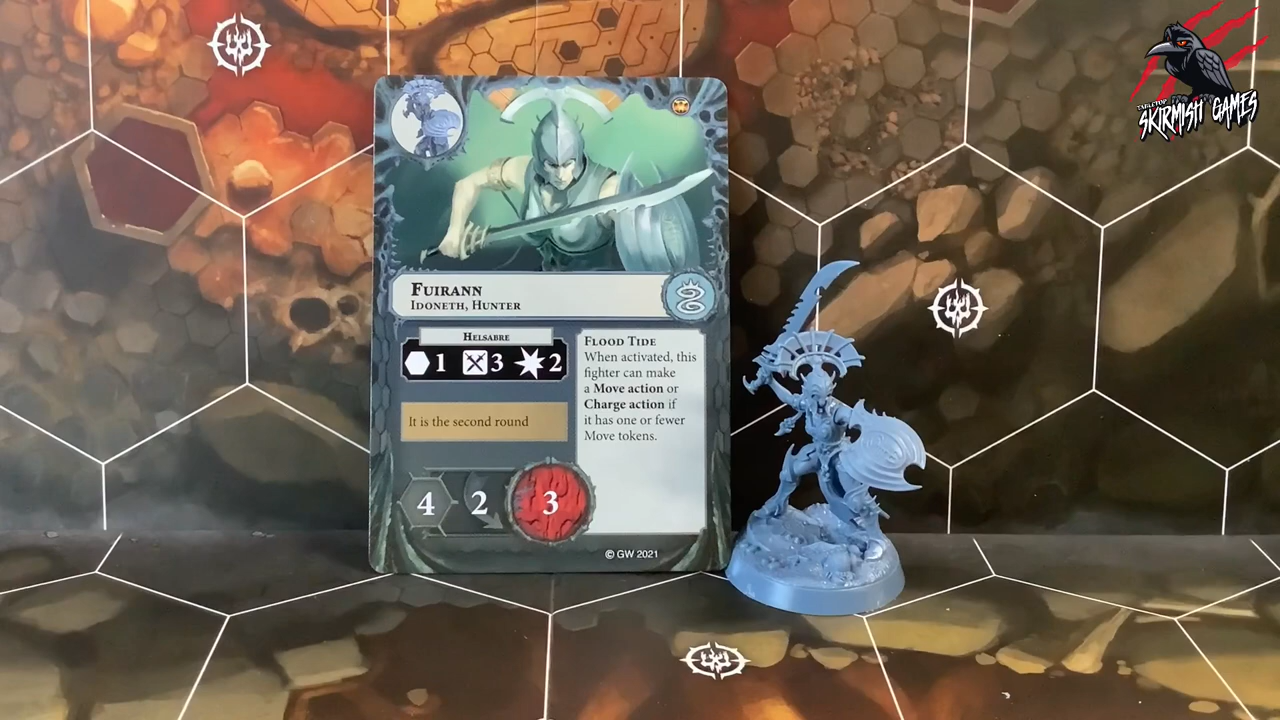 TABLETOP
SKIRMISH GAMES
FUIRANN
IDONETH, HUNTER
HELSABRE
1 3 2
It is the second round
4 2 3
FLOOD TIDE
When activated, this
fighter can make
a Move action or
Charge action if
it has one or fewer
Move tokens.
© GW 2021